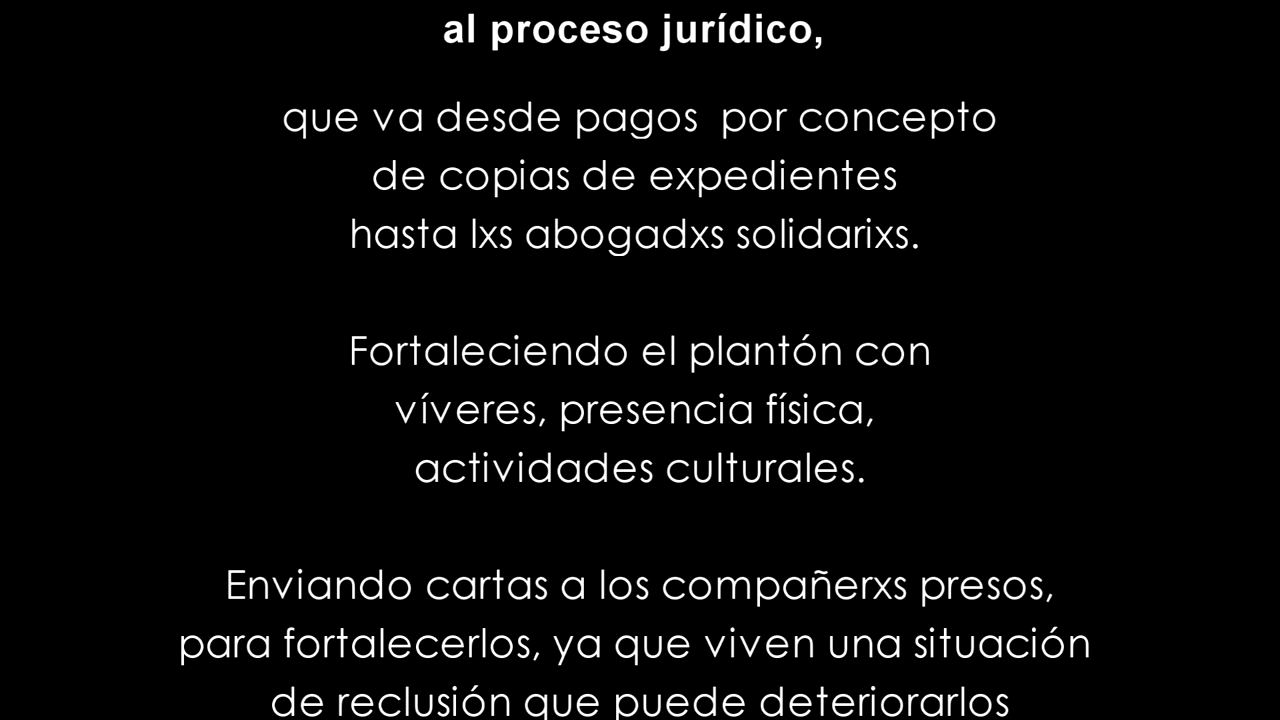 al proceso jurídico,
que va desde pagos  por concepto
de copias de expedientes
hasta lxs abogadxs solidarixs.
Fortaleciendo el plantón con
víveres, presencia física,
actividades culturales.
Enviando cartas a los compañerxs presos,
para fortalecerlos, ya que viven una situación
de reclusión que puede deteriorarlos